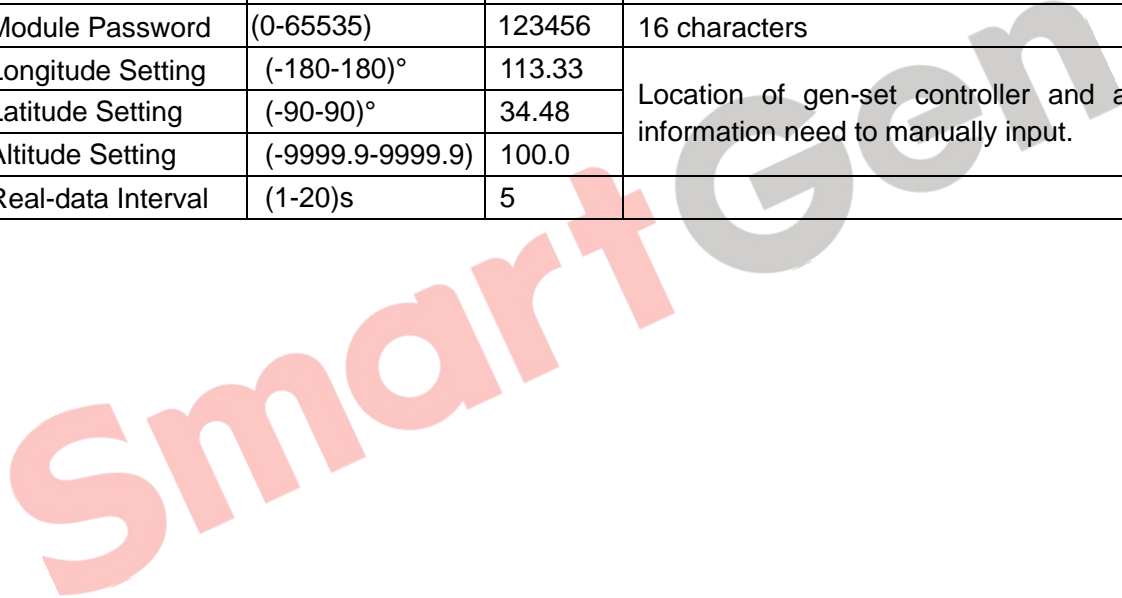 Module Password (0-65535) 123456 16 characters
Longitude Setting (-180-180)° 113.33
Location of gen-set controller and a
Latitude Setting (-90-90)° 34.48
information need to manually input.
Altitude Setting (-9999.9-9999.9) 100.0
Real-data Interval (1-20)s 5
SmartGen